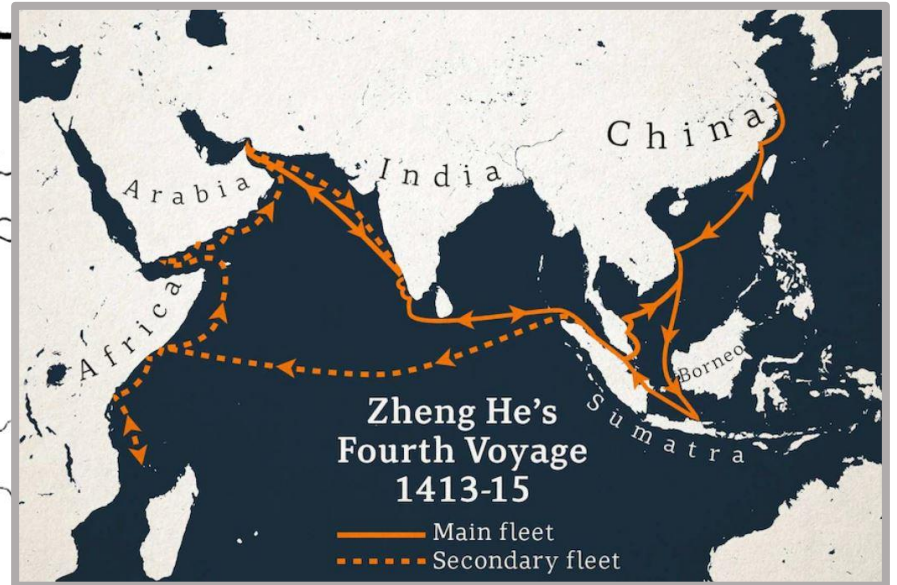 China
India
Arabia
Africa
Borneo
Sumatra
Zheng He's
Fourth Voyage
1413-15
Main fleet
Secondary fleet